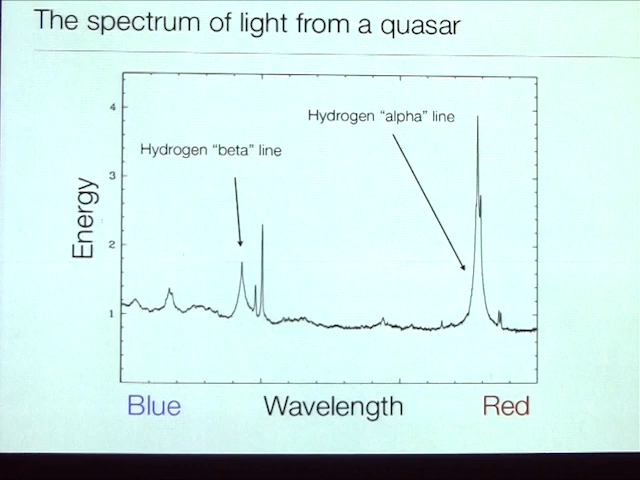 The spectrum of light from a quasar
Hydrogen “alpha” line
Hydrogen “beta” line
Energy
4
3
2
1
Blue
Wavelength
Red